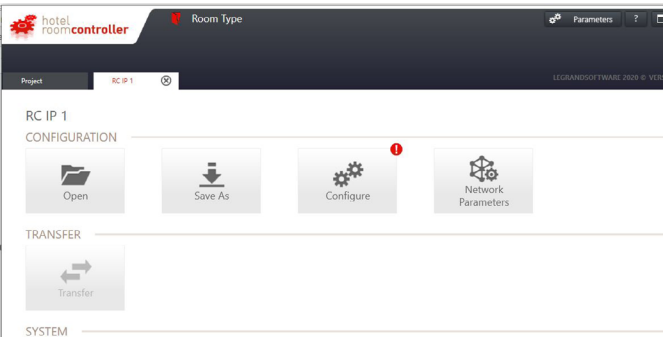 hotel
roomcontroller
Room Type
Parameters ?
Project
RC IP 1
LEGRANDSOFTWARE 2020 ©
RC IP 1
CONFIGURATION
Open
Save As
Configure
Network
Parameters
TRANSFER
Transfer
SYSTEM